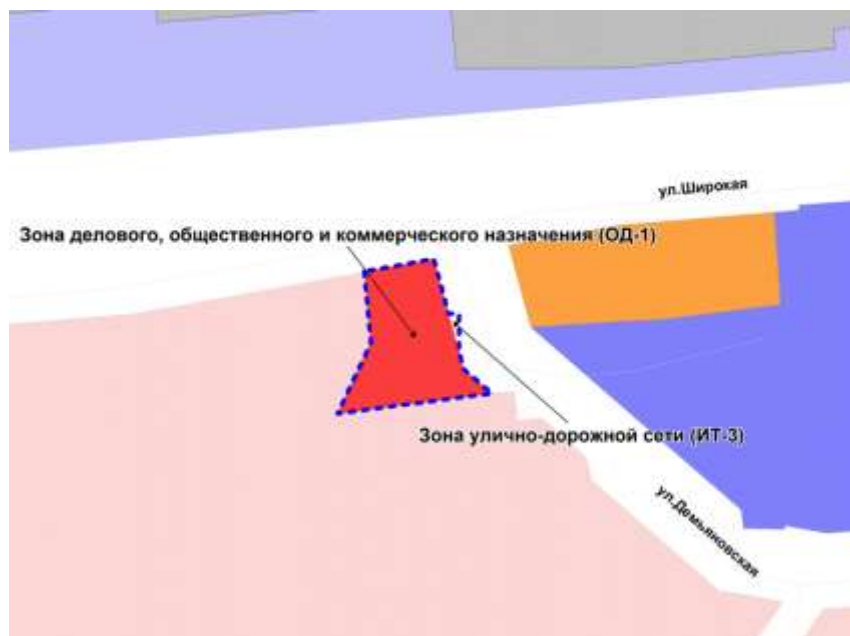 ул.Широкая
Зона делового, общественного и коммерческого назначения (ОД-1)
Зона улично-дорожной сети (ИТ-3)
ул.Демьяновская